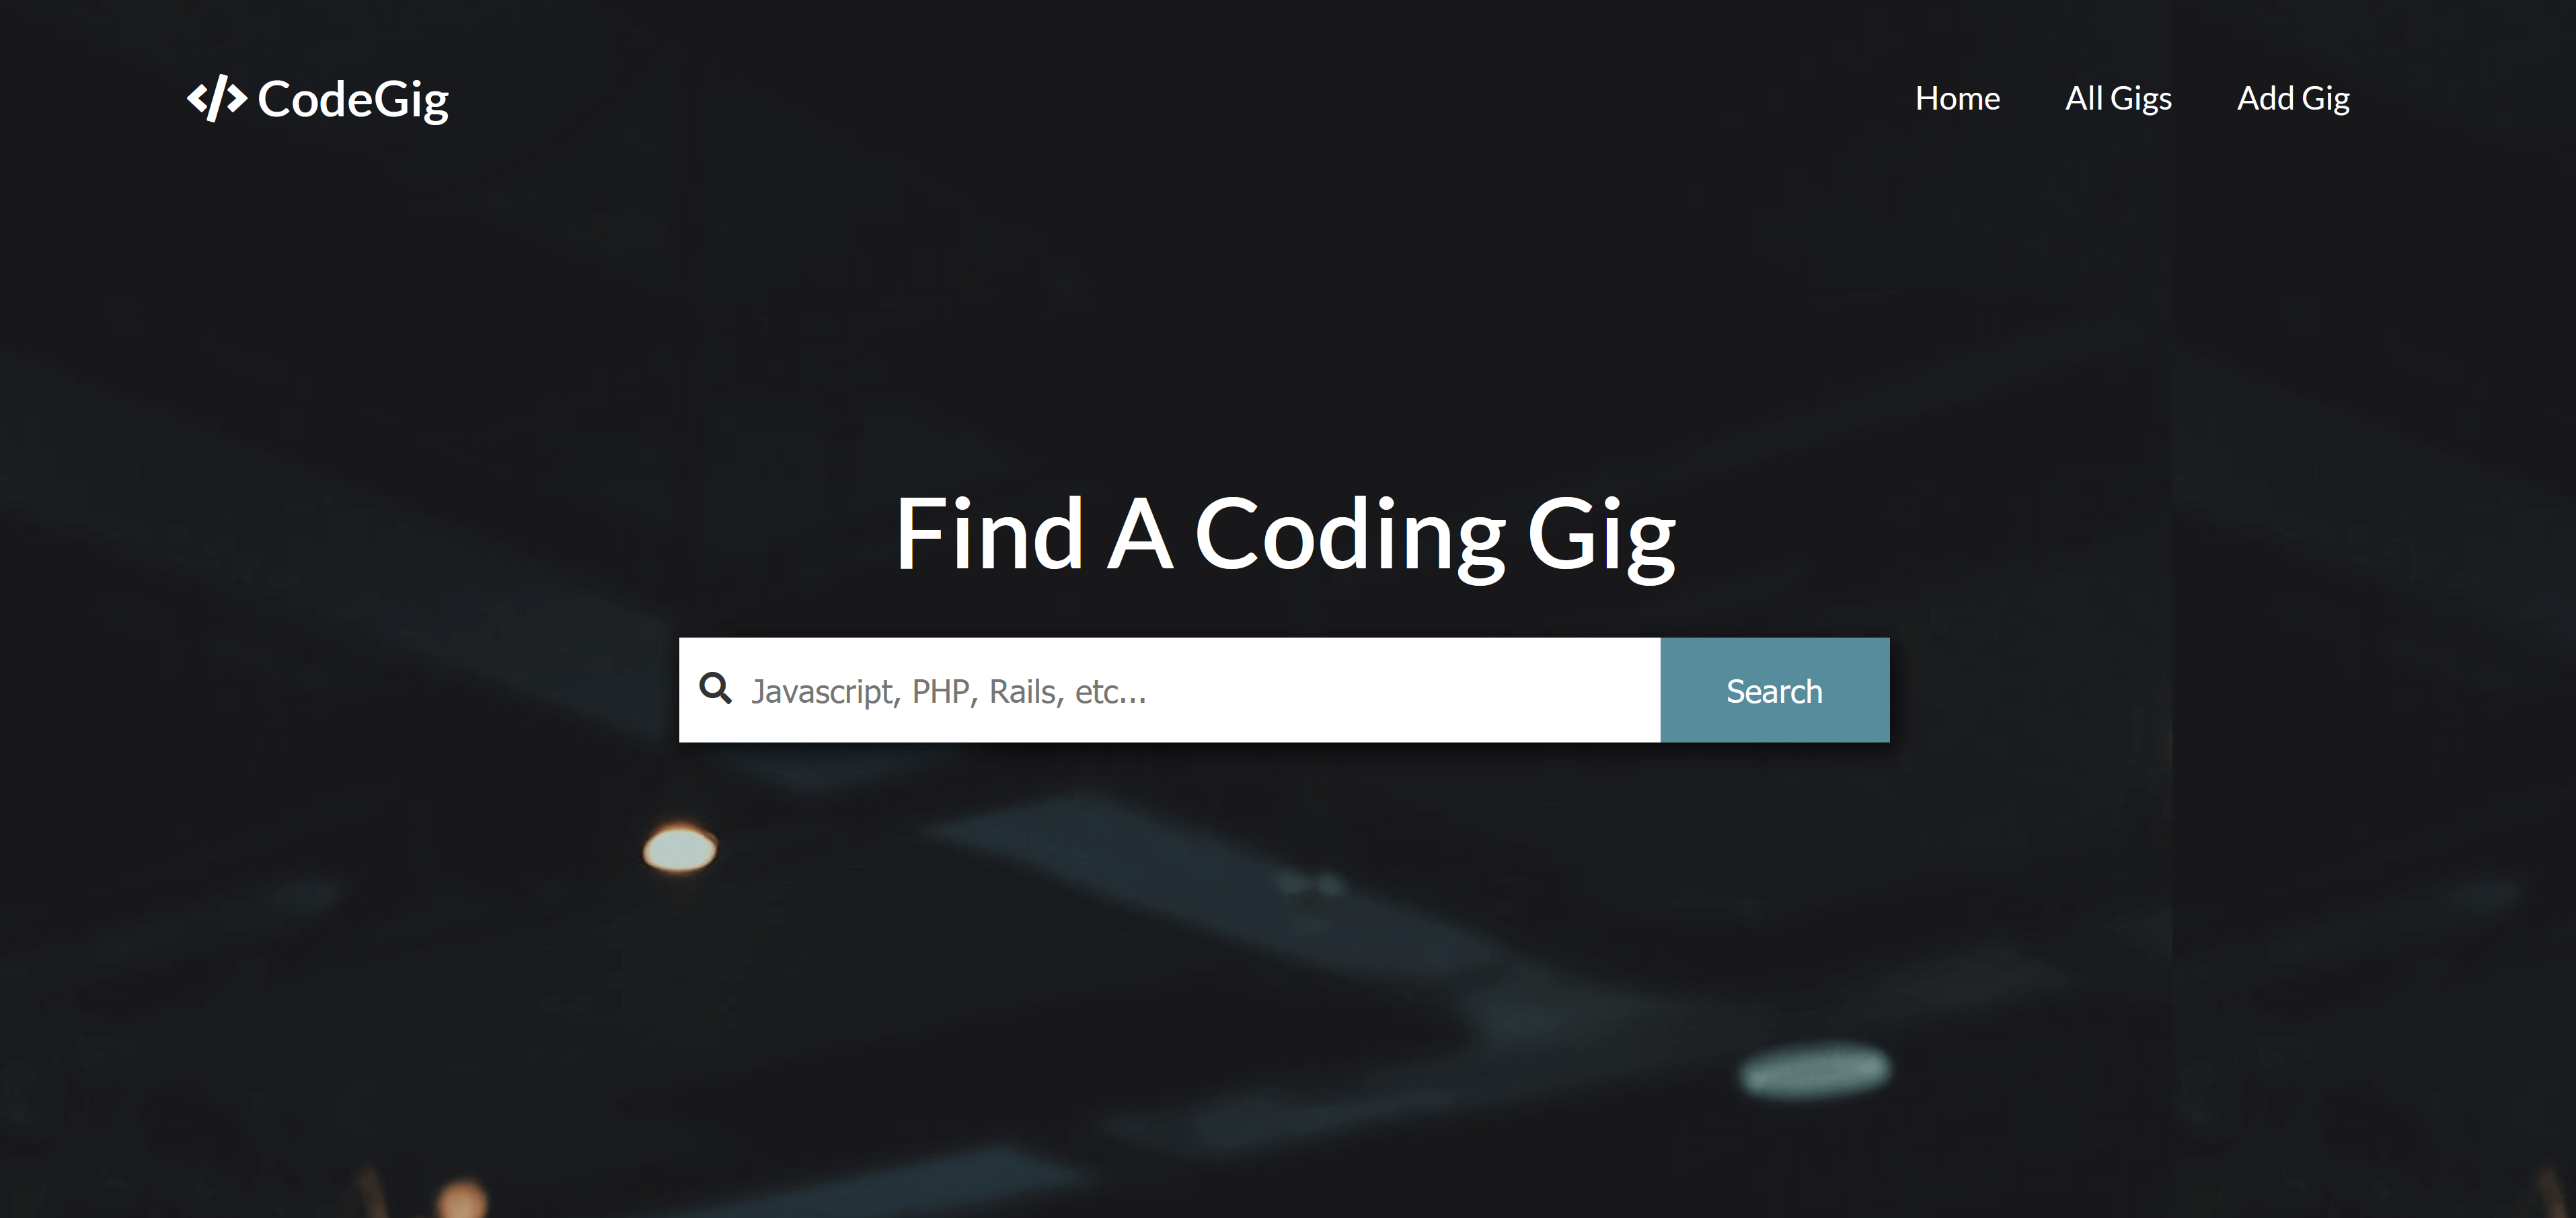 </> CodeGig
Home All Gigs Add Gig
Find A Coding Gig
Javascript, PHP, Rails, etc...
Search